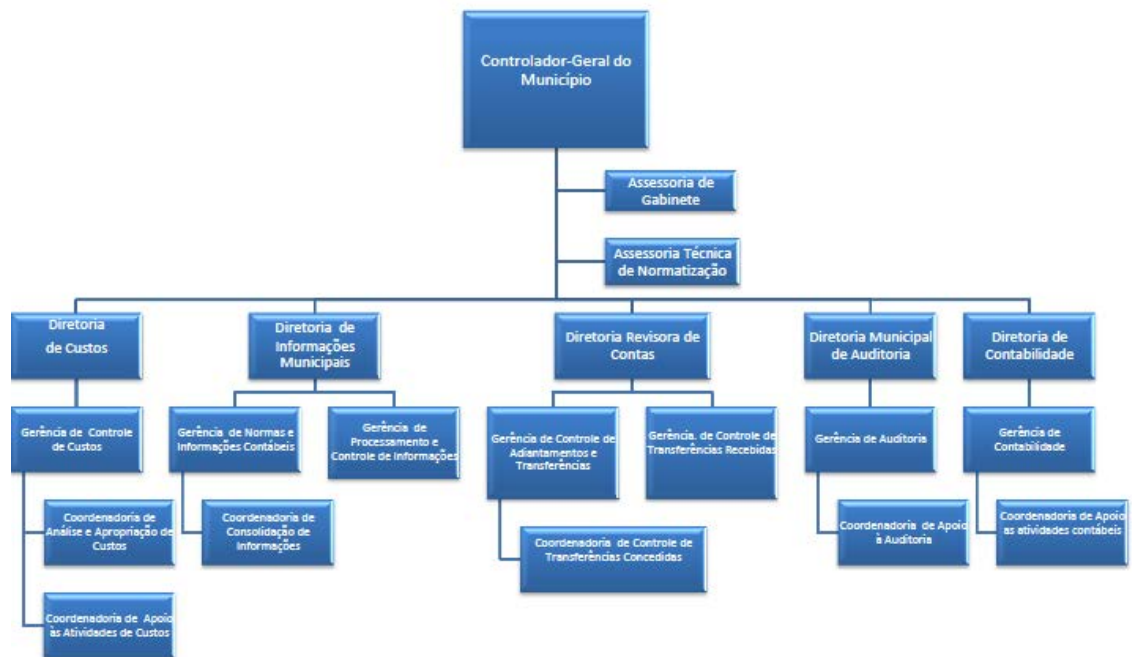 Controlador-Geral do
Município
Assessoria de
Gabinete
Assessoria Técnica
de Normatização
Diretoria
de Custos
Diretoria de
Informações
Municipais
Diretoria Revisora de
Contas
Diretoria Municipal
de Auditoria
Diretoria de
Contabilidade
Gerência de Controle
de Custos
Gerência de Normas e
Informações Contábeis
Gerência de
Processamento e
Controle de Informações
Gerência de Controle de
Adiantamentos e
Transferências
Gerência. de Controle de
Transferências Recebidas
Gerência de Auditoria
Gerência de
Contabilidade
Coordenadoria de
Análise e Apropriação de
Custos
Coordenadoria de
Consolidação de
Informações
Coordenadoria de Controle de
Transferências Concedidas
Coordenadoria de Apoio
à Auditoria
Coordenadoria de Apoio
as atividades contábeis
Coordenadoria de Apoio
às Atividades de Custos